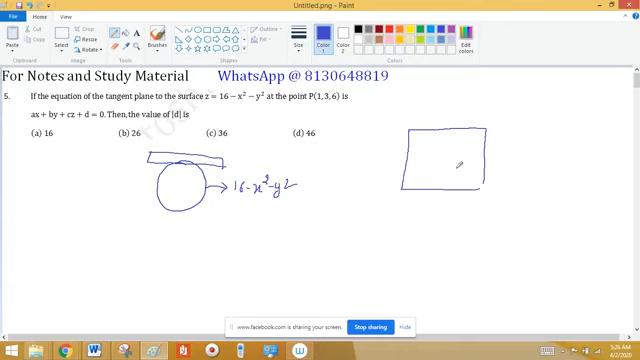 Untitled.png - Paint
File Home View
Cut
Copy
Paste
Crop
Resize
Rotate
Select
Brushes
Outline
Fill
Size
Color 1
Color 2
Edit colors
Clipboard Image Tools Shapes Colors
For Notes and Study Material WhatsApp @ 8130648819
5. If the equation of the tangent plane to the surface z = 16 − x² − y² at the point P(1, 3, 6) is
ax + by + cz + d = 0. Then, the value of |d| is
(a) 16 (b) 26 (c) 36 (d) 46
16 - x² - y²
www.facebook.com is sharing your screen. Stop sharing Hide
5:26 AM
4/2/2020